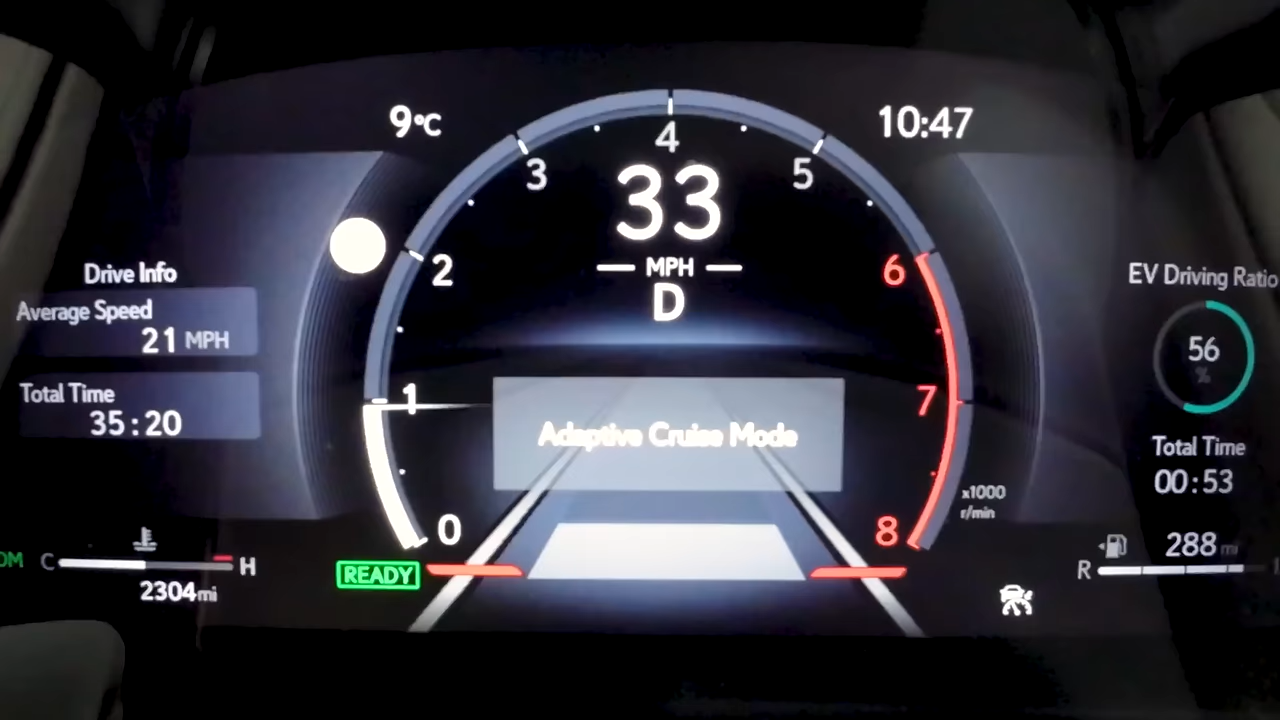 9°C
10:47
4
3
5
33
2
6
MPH
D
Drive Info
Average Speed
21 MPH
EV Driving Ratio
56
%
Total Time
35:20
1
7
Adaptive Cruise Mode
Total Time
00:53
x1000
r/min
0
8
C
H
READY
2304mi
288mi
R